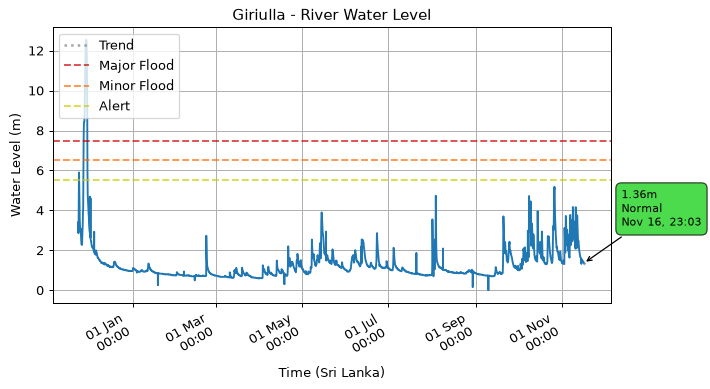 Giriulla - River Water Level
Trend
Major Flood
Minor Flood
Alert
12
10
8
6
4
2
0
Water Level (m)
1.36m
Normal
Nov 16, 23:03
01 Jan
00:00
01 Mar
00:00
01 May
00:00
01 Jul
00:00
01 Sep
00:00
01 Nov
00:00
Time (Sri Lanka)